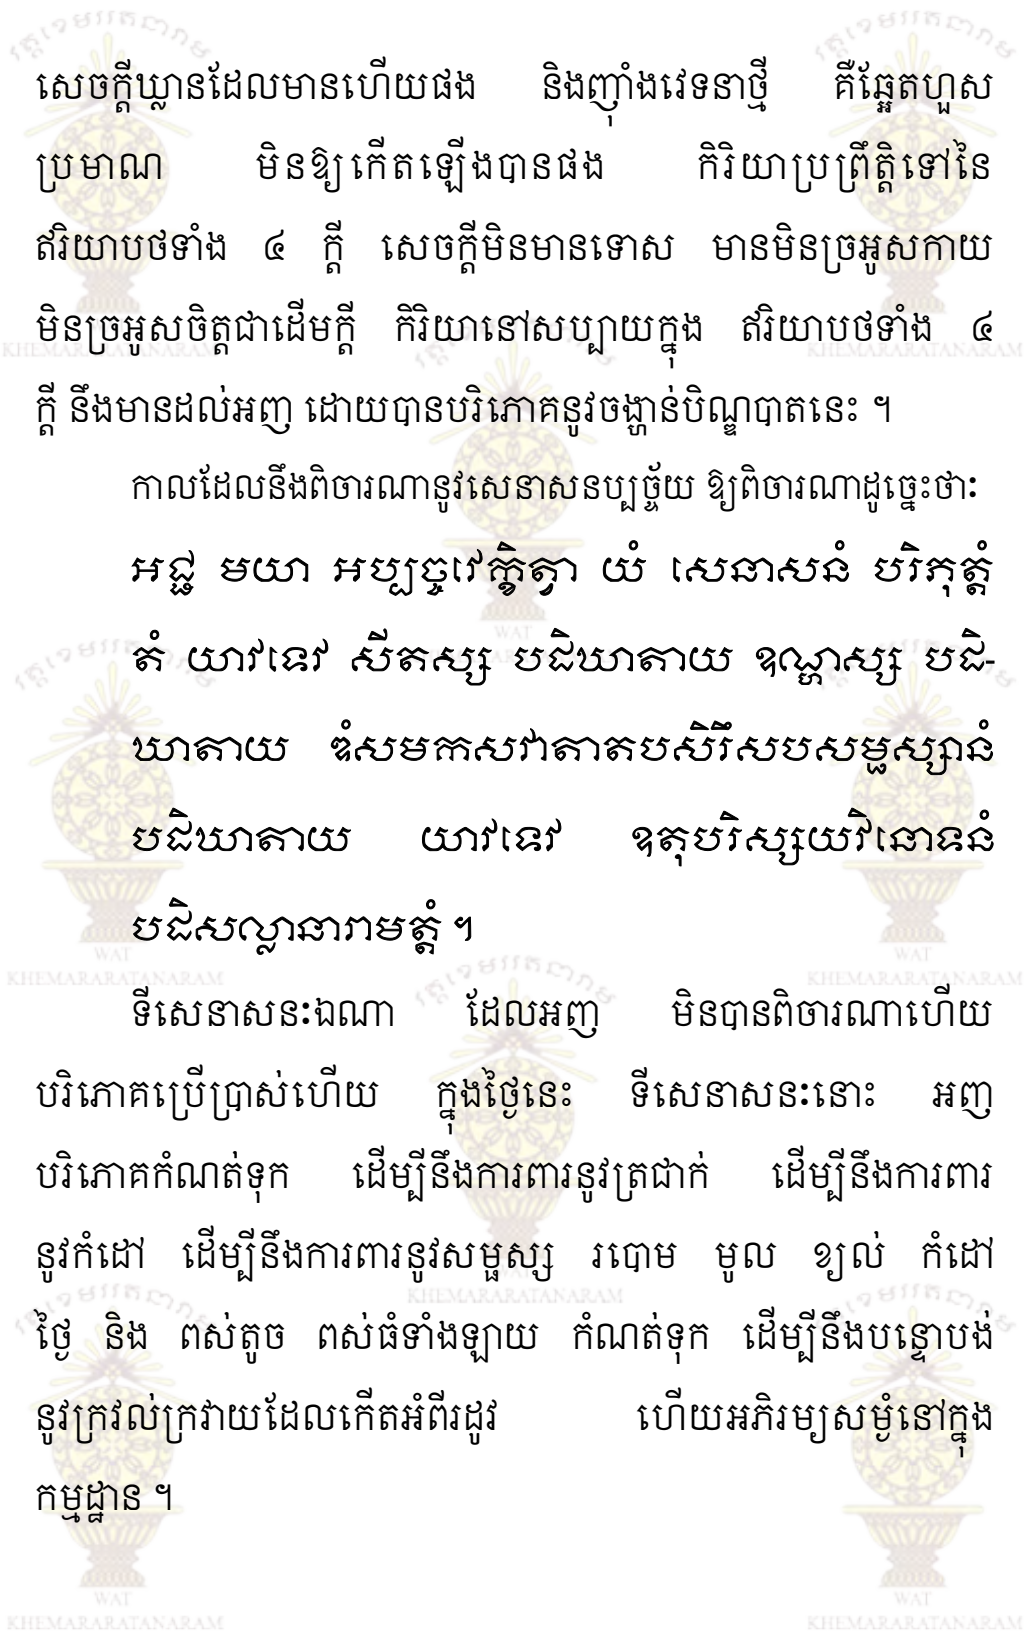 សេចក្ដីឃ្លានដែលមានហើយផង និងញ៉ាំងវេទនាថ្មី គឺឆ្អែតហួស
ប្រមាណ មិនឱ្យកើតឡើងបានផង កិរិយាប្រព្រឹត្តិទៅនៃ
ឥរិយាបថទាំង ៤ ក្ដី សេចក្ដីមិនមានទោស មានមិនច្រអូសកាយ
មិនច្រអូសចិត្តជាដើមក្ដី កិរិយានៅសប្បាយក្នុង ឥរិយាបថទាំង ៤
ក្ដី នឹងមានដល់អញ ដោយបានបរិភោគនូវចង្ហាន់បិណ្ឌបាតនេះ ។
កាលដែលនឹងពិចារណានូវសេនាសនប្បច្ច័យ ឱ្យពិចារណាដូច្នេះថា:
អជ្ជ មយា អប្បច្ចវេក្ខិត្វា យំ សេនាសនំ បរិភុត្តំ
តំ យាវទេវ សីតស្ស បដិឃាតាយ ឧណ្ហស្ស បដិ-
ឃាតាយ ឌំសមកសវាតាតបសិរឹសបសម្ផស្សានំ
បដិឃាតាយ យាវទេវ ឧតុបរិស្សយវិនោទនំ
បដិសល្លានារាមត្តំ ។
ទីសេនាសន:ឯណា ដែលអញ មិនបានពិចារណាហើយ
បរិភោគប្រើប្រាស់ហើយ ក្នុងថ្ងៃនេះ ទីសេនាសន:នោះ អញ
បរិភោគកំណត់ទុក ដើម្បីនឹងការពារនូវត្រជាក់ ដើម្បីនឹងការពារ
នូវកំដៅ ដើម្បីនឹងការពារនូវសម្ផស្ស របោម មូល ខ្យល់ កំដៅ
ថ្ងៃ និង ពស់តូច ពស់ធំទាំងឡាយ កំណត់ទុក ដើម្បីនឹងបន្ទោបង់
នូវក្រវល់ក្រវាយដែលកើតអំពីរដូវ ហើយអភិរម្យសម្ងំនៅក្នុង
កម្មដ្ឋាន ។